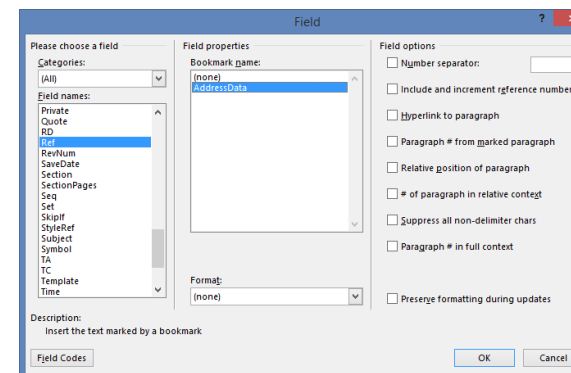 Field
?
Please choose a field
Categories:
(All)
Field names:
Private
Quote
RD
Ref
RevNum
SaveDate
Section
SectionPages
Seq
Set
SkipIf
StyleRef
Subject
Symbol
TA
TC
Template
Time
Field properties
Bookmark name:
(none)
AddressData
Format:
(none)
Field options
Number separator:
Include and increment reference number
Hyperlink to paragraph
Paragraph # from marked paragraph
Relative position of paragraph
# of paragraph in relative context
Suppress all non-delimiter chars
Paragraph # in full context
Preserve formatting during updates
Description:
Insert the text marked by a bookmark
Field Codes
OK
Cancel